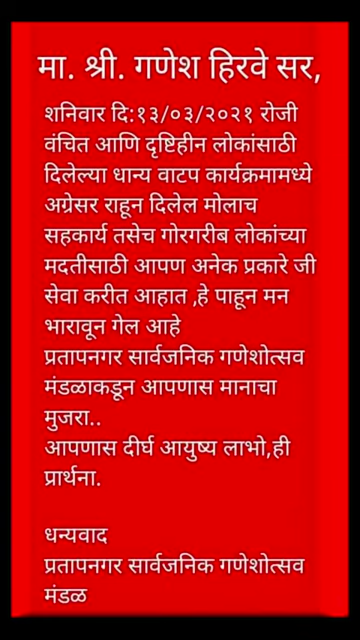 मा. श्री. गणेश हिरवे सर,
शनिवार दि:१३/०३/२०२१ रोजी
वंचित आणि दृष्टिहीन लोकांसाठी
दिलेल्या धान्य वाटप कार्यक्रमामध्ये
अग्रेसर राहून दिलेल मोलाच
सहकार्य तसेच गोरगरीब लोकांच्या
मदतीसाठी आपण अनेक प्रकारे जी
सेवा करीत आहात ,हे पाहून मन
भारावून गेल आहे
प्रतापनगर सार्वजनिक गणेशोत्सव
मंडळाकडून आपणास मानाचा
मुजरा..
आपणास दीर्घ आयुष्य लाभो,ही
प्रार्थना.
धन्यवाद
प्रतापनगर सार्वजनिक गणेशोत्सव
मंडळ